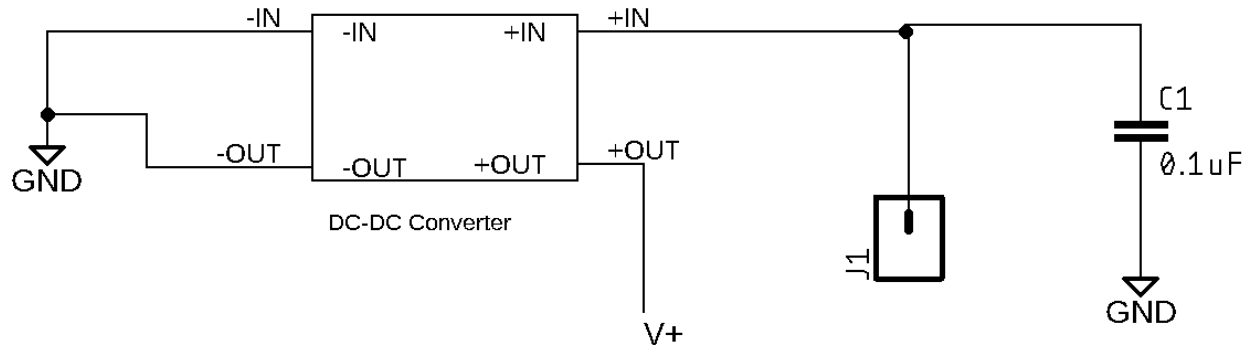 -IN
-IN
+IN
+IN
C1
0.1uF
-OUT
-OUT
+OUT
+OUT
GND
DC-DC Converter
J1
GND
V+